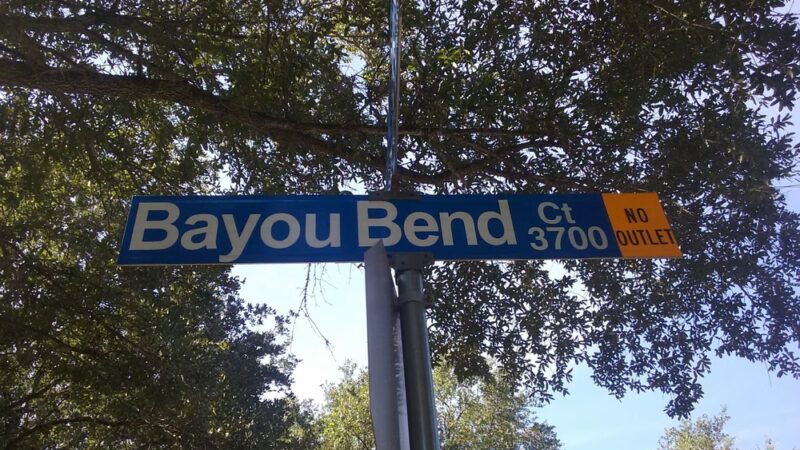 Bayou Bend Ct
3700
NO
OUTLET